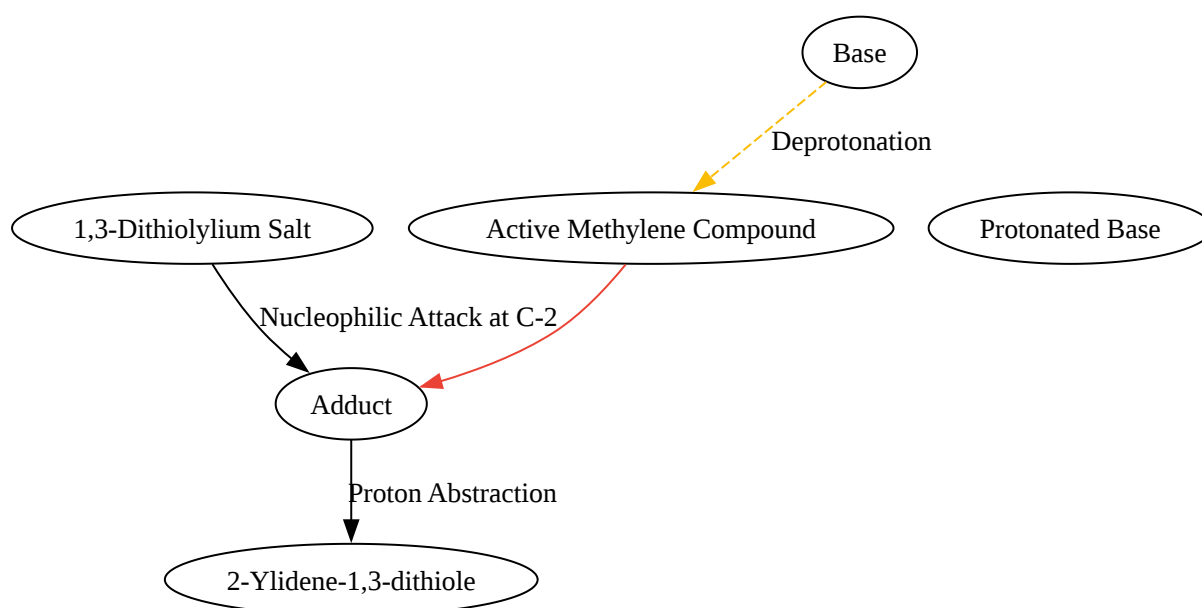 Base
Deprotonation
1,3-Dithiolylium Salt
Active Methylene Compound
Protonated Base
Nucleophilic Attack at C-2
Adduct
Proton Abstraction
2-Ylidene-1,3-dithiole